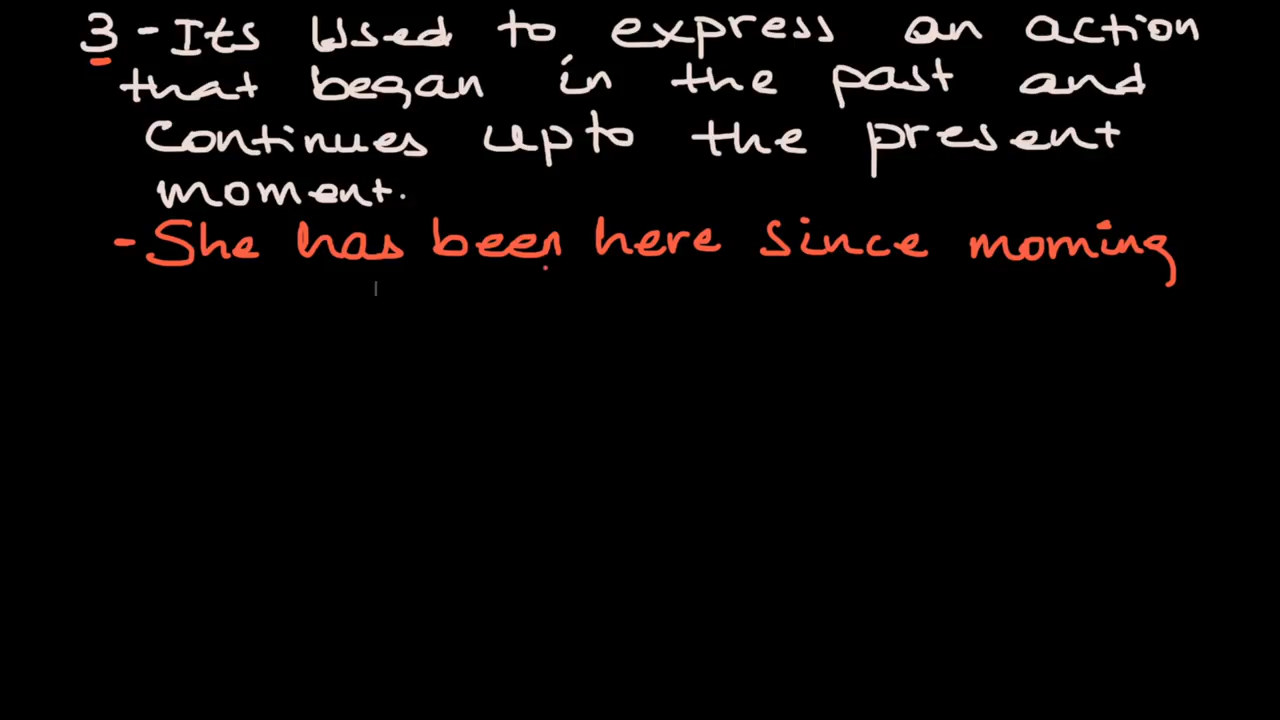 3 - Its Used to express an action
that began in the past and
Continues upto the present
moment.
- She has been here since morning